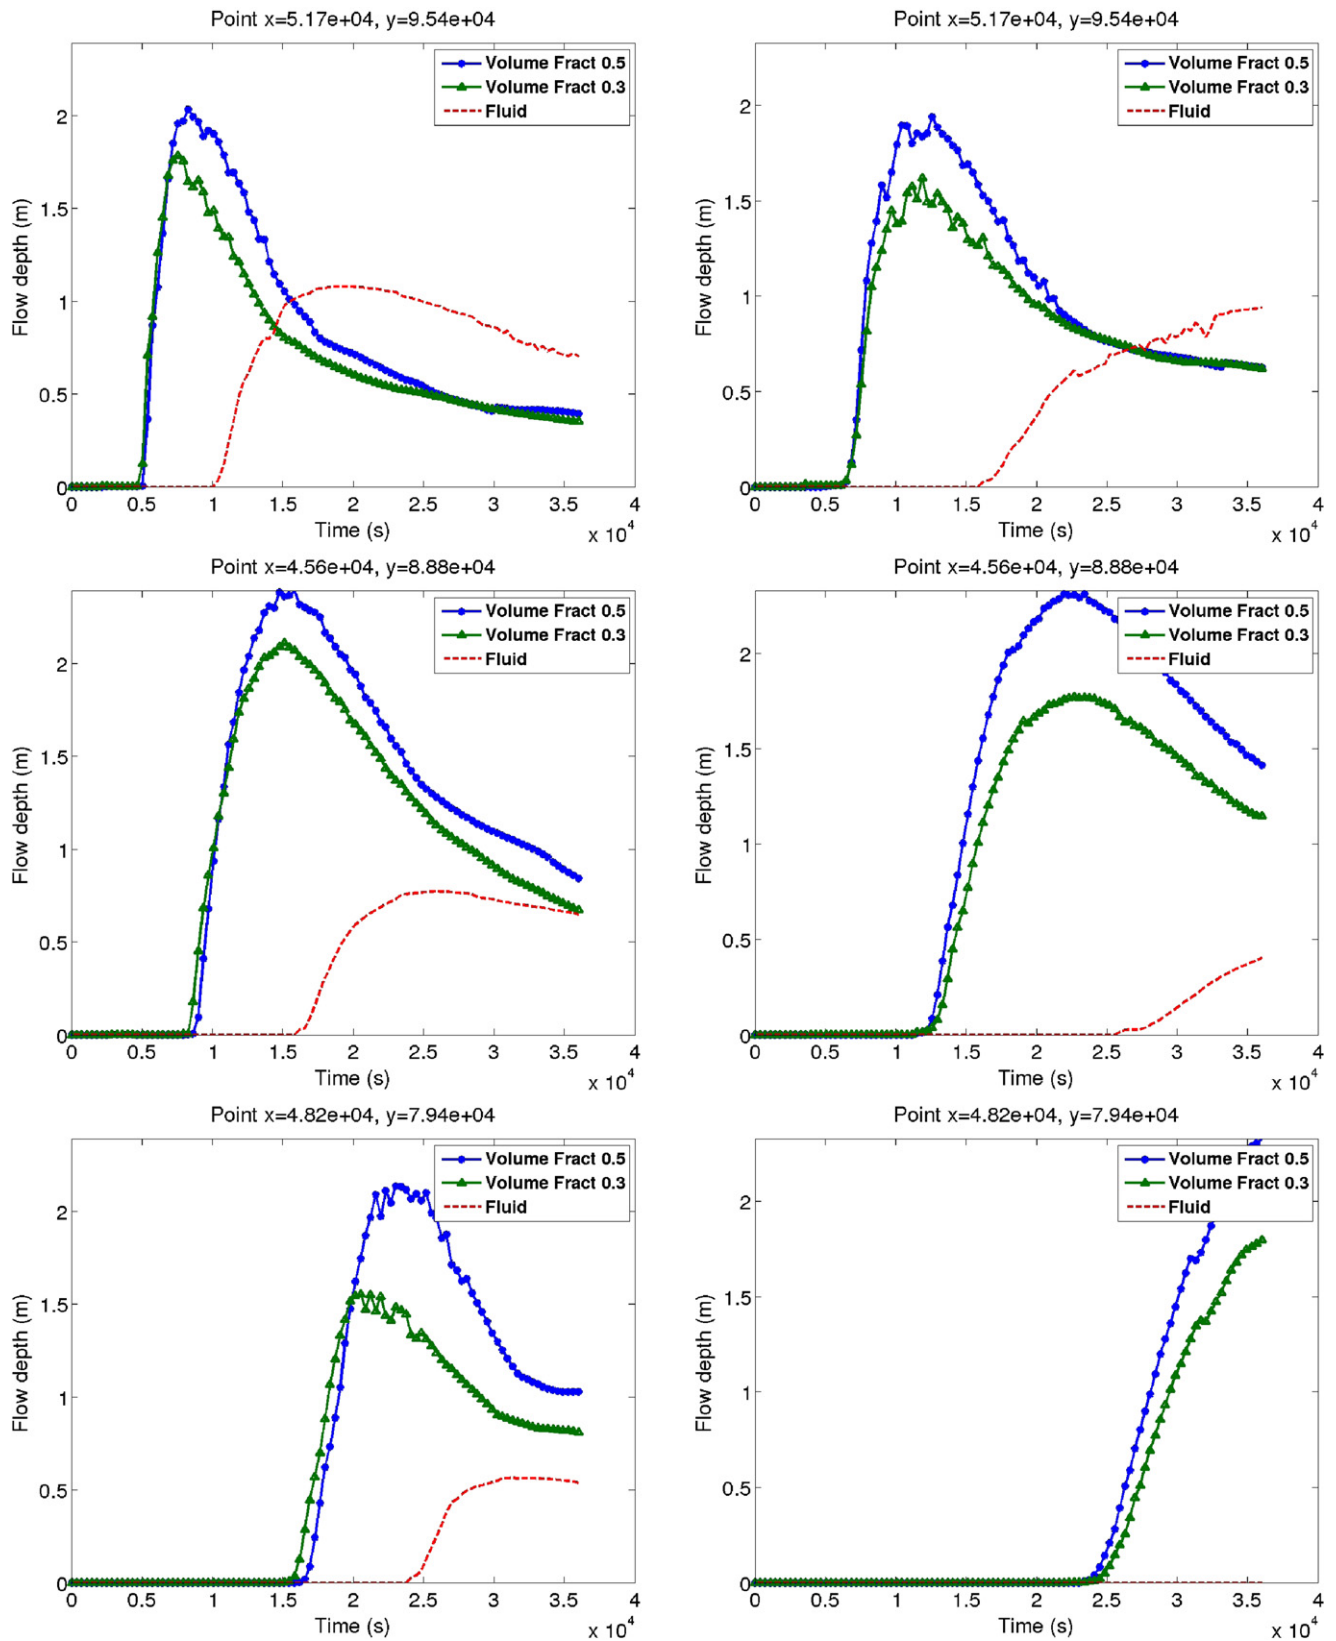 Point x=5.17e+04, y=9.54e+04
Volume Fract 0.5
Volume Fract 0.3
Fluid
Flow depth (m)
2
1.5
1
0.5
0
0 0.5 1 1.5 2 2.5 3 3.5 4
Time (s)
x 10^4
Point x=5.17e+04, y=9.54e+04
Volume Fract 0.5
Volume Fract 0.3
Fluid
Flow depth (m)
2
1.5
1
0.5
0
0 0.5 1 1.5 2 2.5 3 3.5 4
Time (s)
x 10^4
Point x=4.56e+04, y=8.88e+04
Volume Fract 0.5
Volume Fract 0.3
Fluid
Flow depth (m)
2
1.5
1
0.5
0
0 0.5 1 1.5 2 2.5 3 3.5 4
Time (s)
x 10^4
Point x=4.56e+04, y=8.88e+04
Volume Fract 0.5
Volume Fract 0.3
Fluid
Flow depth (m)
2
1.5
1
0.5
0
0 0.5 1 1.5 2 2.5 3 3.5 4
Time (s)
x 10^4
Point x=4.82e+04, y=7.94e+04
Volume Fract 0.5
Volume Fract 0.3
Fluid
Flow depth (m)
2
1.5
1
0.5
0
0 0.5 1 1.5 2 2.5 3 3.5 4
Time (s)
x 10^4
Point x=4.82e+04, y=7.94e+04
Volume Fract 0.5
Volume Fract 0.3
Fluid
Flow depth (m)
2
1.5
1
0.5
0
0 0.5 1 1.5 2 2.5 3 3.5 4
Time (s)
x 10^4